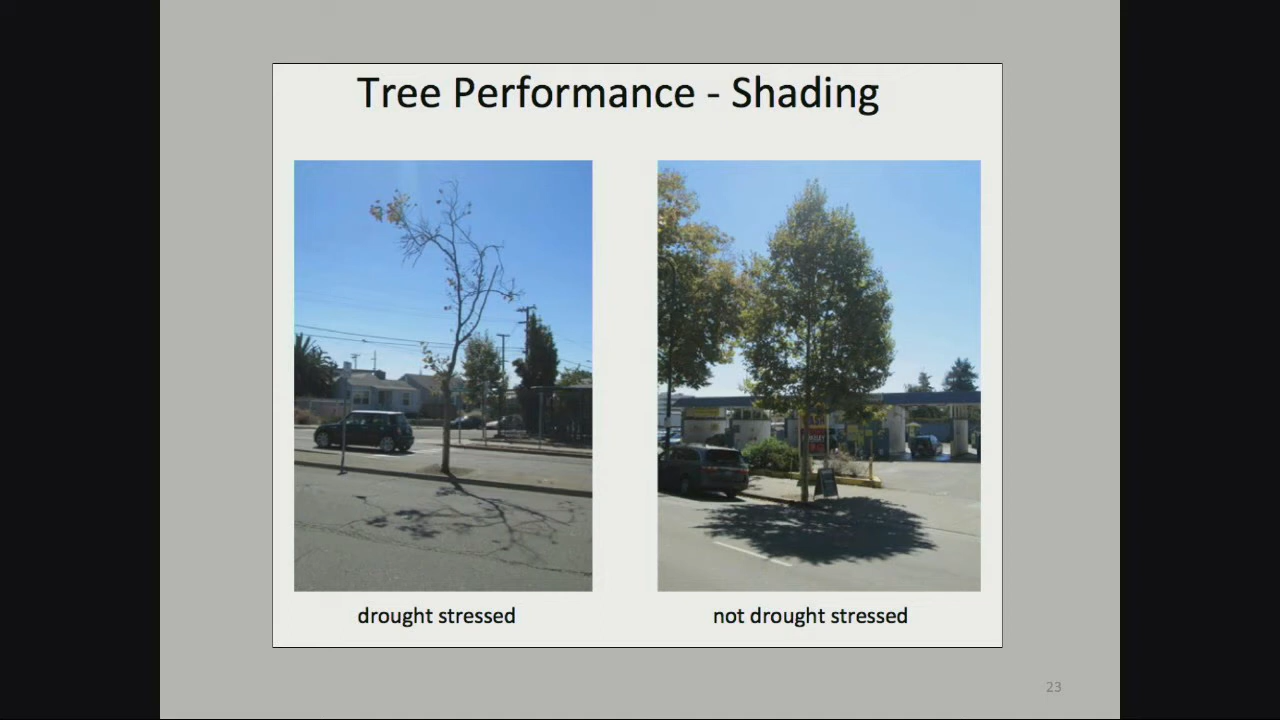 Tree Performance - Shading
drought stressed
not drought stressed
23